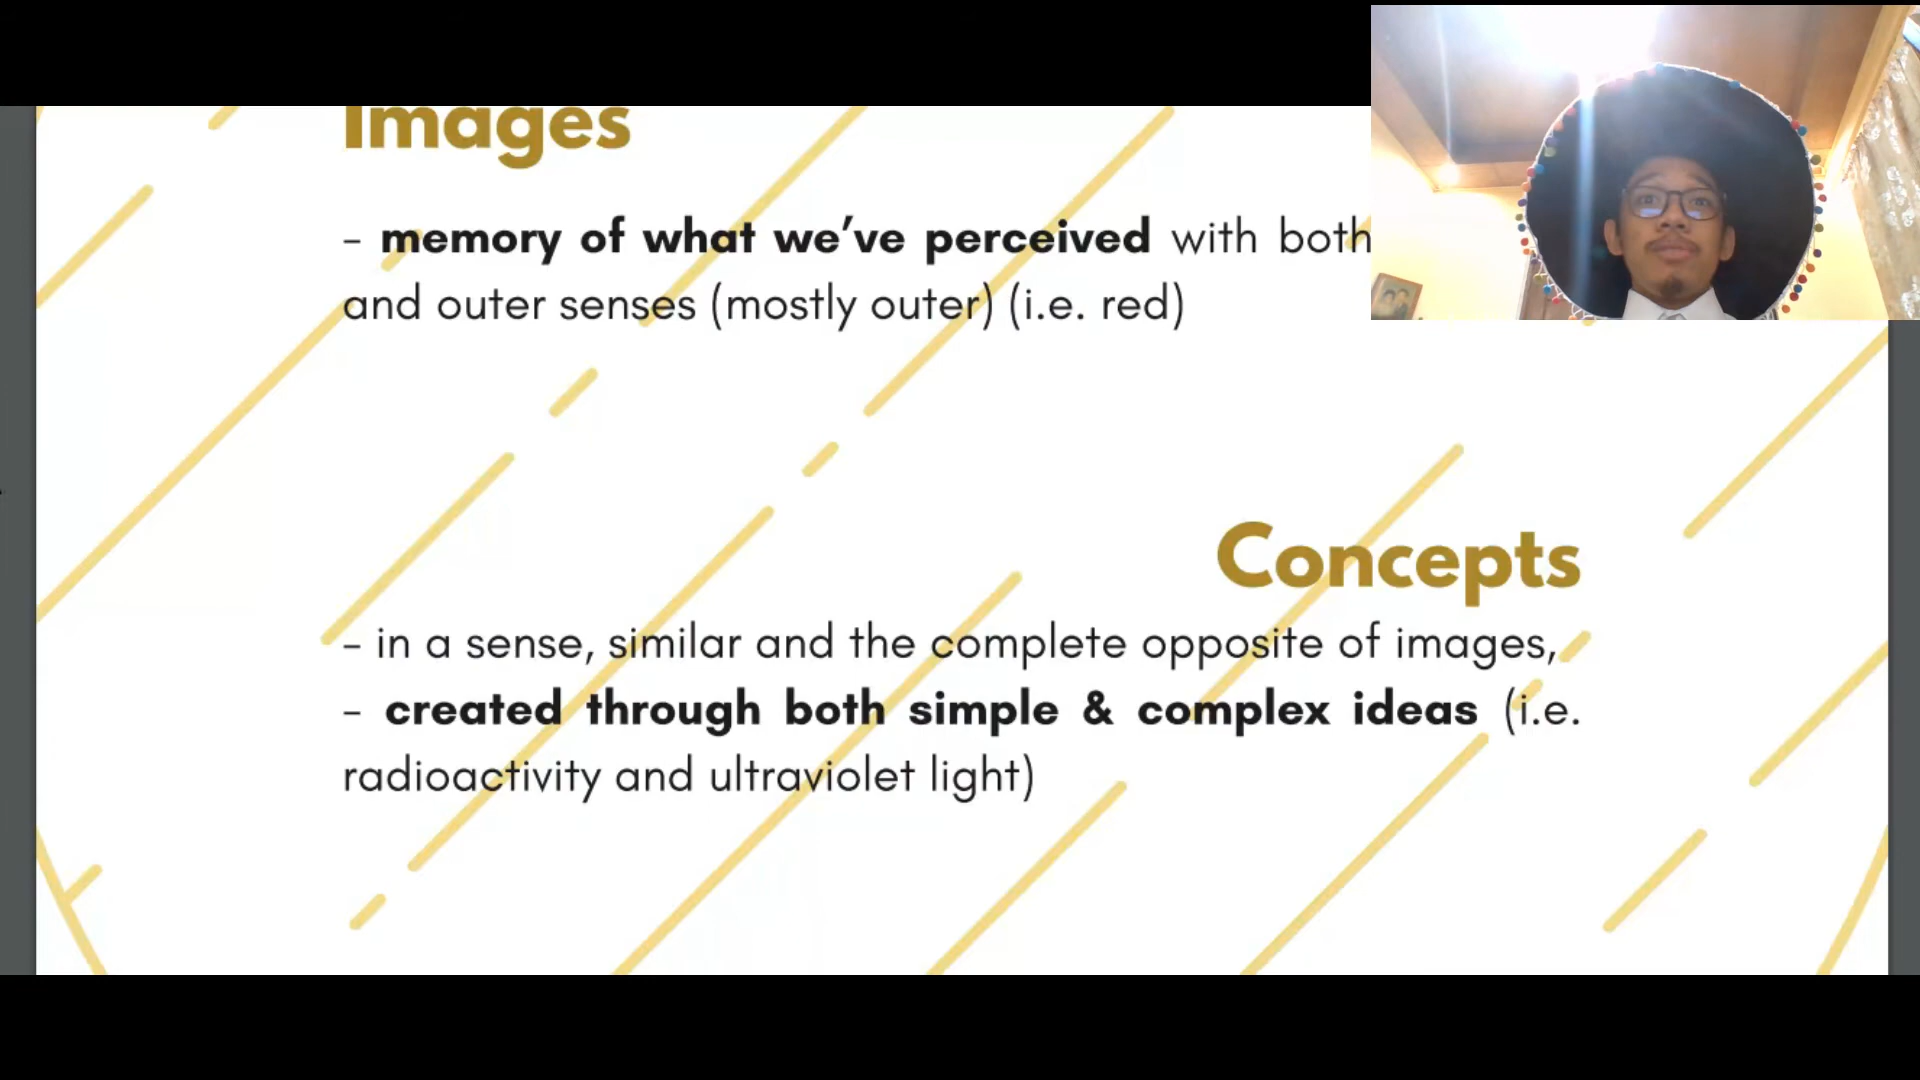 Images
- memory of what we've perceived with both
and outer senses (mostly outer) (i.e. red)
Concepts
- in a sense, similar and the complete opposite of images,
- created through both simple & complex ideas (i.e.
radioactivity and ultraviolet light)